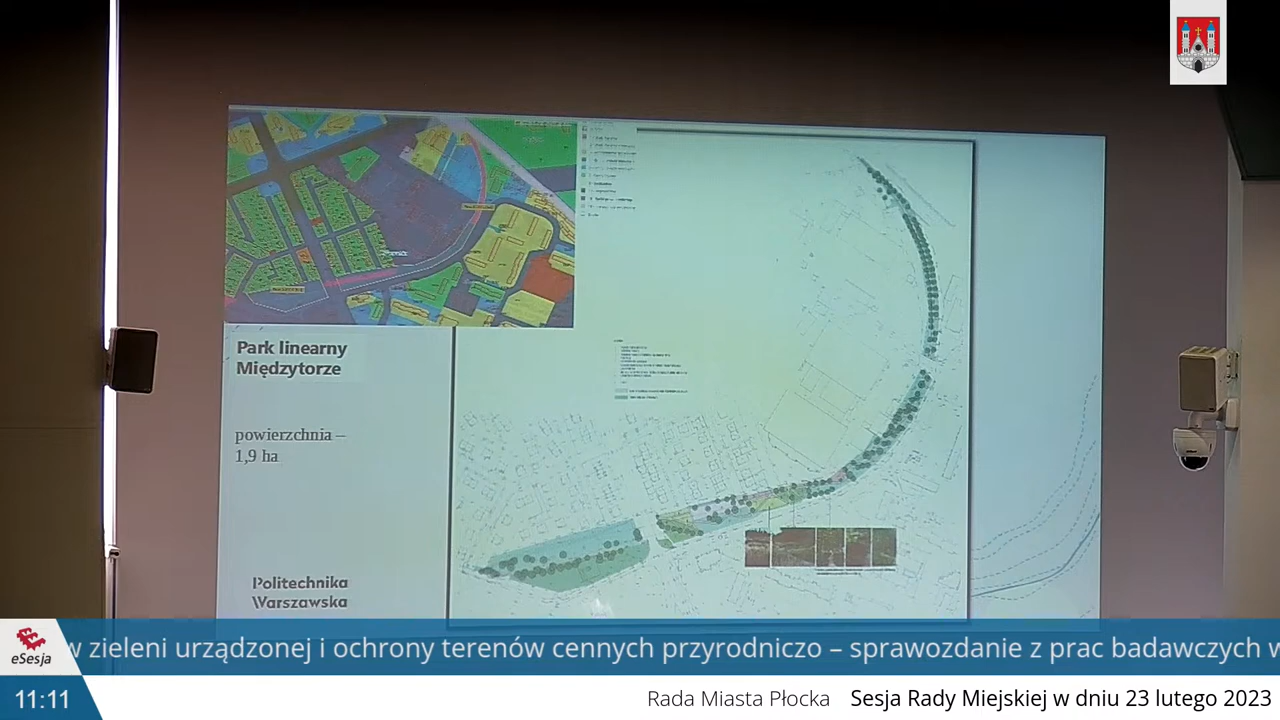 Park linearny
Międzytorze
powierzchnia –
1,9 ha
Politechnika
Warszawska
w zieleni urządzonej i ochrony terenów cennych przyrodniczo – sprawozdanie z prac badawczych w
eSesja
11:11
Rada Miasta Płocka
Sesja Rady Miejskiej w dniu 23 lutego 2023